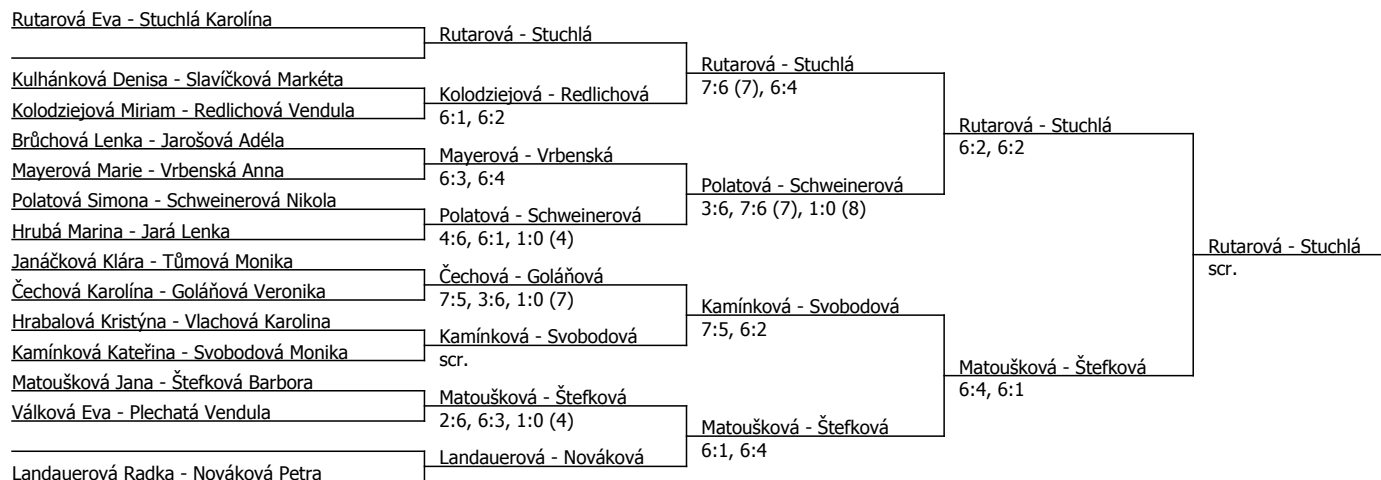 Rutarová Eva - Stuchlá Karolína
Kulhánková Denisa - Slavíčková Markéta
Kolodziejová Miriam - Redlichová Vendula
Brůchová Lenka - Jarošová Adéla
Mayerová Marie - Vrbenská Anna
Polatová Simona - Schweinerová Nikola
Hrubá Marina - Jará Lenka
Janáčková Klára - Tůmová Monika
Čechová Karolína - Goláňová Veronika
Hrabalová Kristýna - Vlachová Karolina
Kamínková Kateřina - Svobodová Monika
Matoušková Jana - Štefková Barbora
Válková Eva - Plechatá Vendula
Landauerová Radka - Nováková Petra
Rutarová - Stuchlá
Kolodziejová - Redlichová
6:1, 6:2
Mayerová - Vrbenská
6:3, 6:4
Polatová - Schweinerová
4:6, 6:1, 1:0 (4)
Čechová - Goláňová
7:5, 3:6, 1:0 (7)
Kamínková - Svobodová
scr.
Matoušková - Štefková
2:6, 6:3, 1:0 (4)
Landauerová - Nováková
Rutarová - Stuchlá
7:6 (7), 6:4
Polatová - Schweinerová
3:6, 7:6 (7), 1:0 (8)
Kamínková - Svobodová
7:5, 6:2
Matoušková - Štefková
6:1, 6:4
Rutarová - Stuchlá
6:2, 6:2
Matoušková - Štefková
6:4, 6:1
Rutarová - Stuchlá
scr.